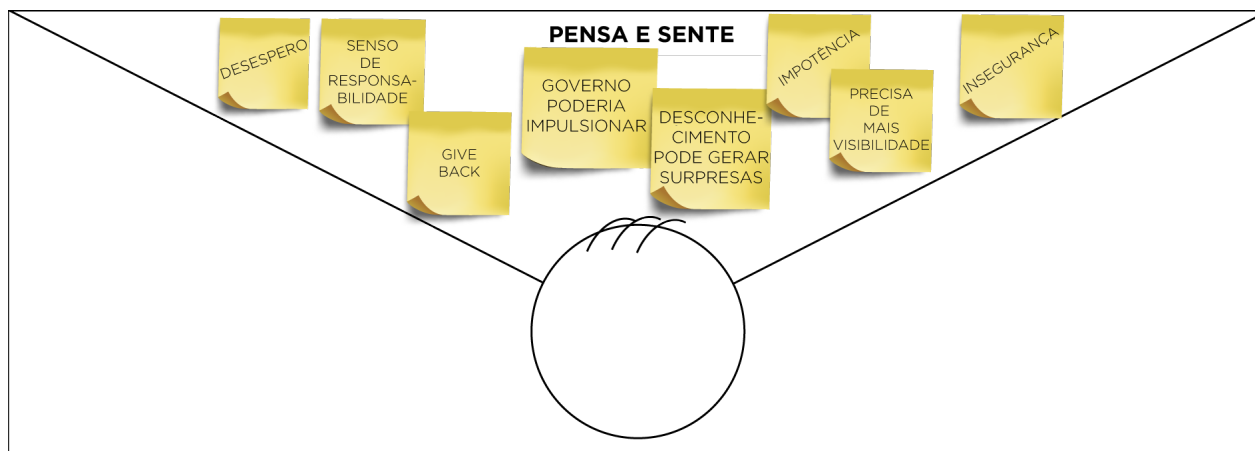 PENSA E SENTE
DESESPERO
SENSO
DE
RESPONSA-
BILIDADE
GIVE
BACK
GOVERNO
PODERIA
IMPULSIONAR
DESCONHE-
CIMENTO
PODE GERAR
SURPRESAS
IMPOTÊNCIA
PRECISA
DE
MAIS
VISIBILIDADE
INSEGURANÇA